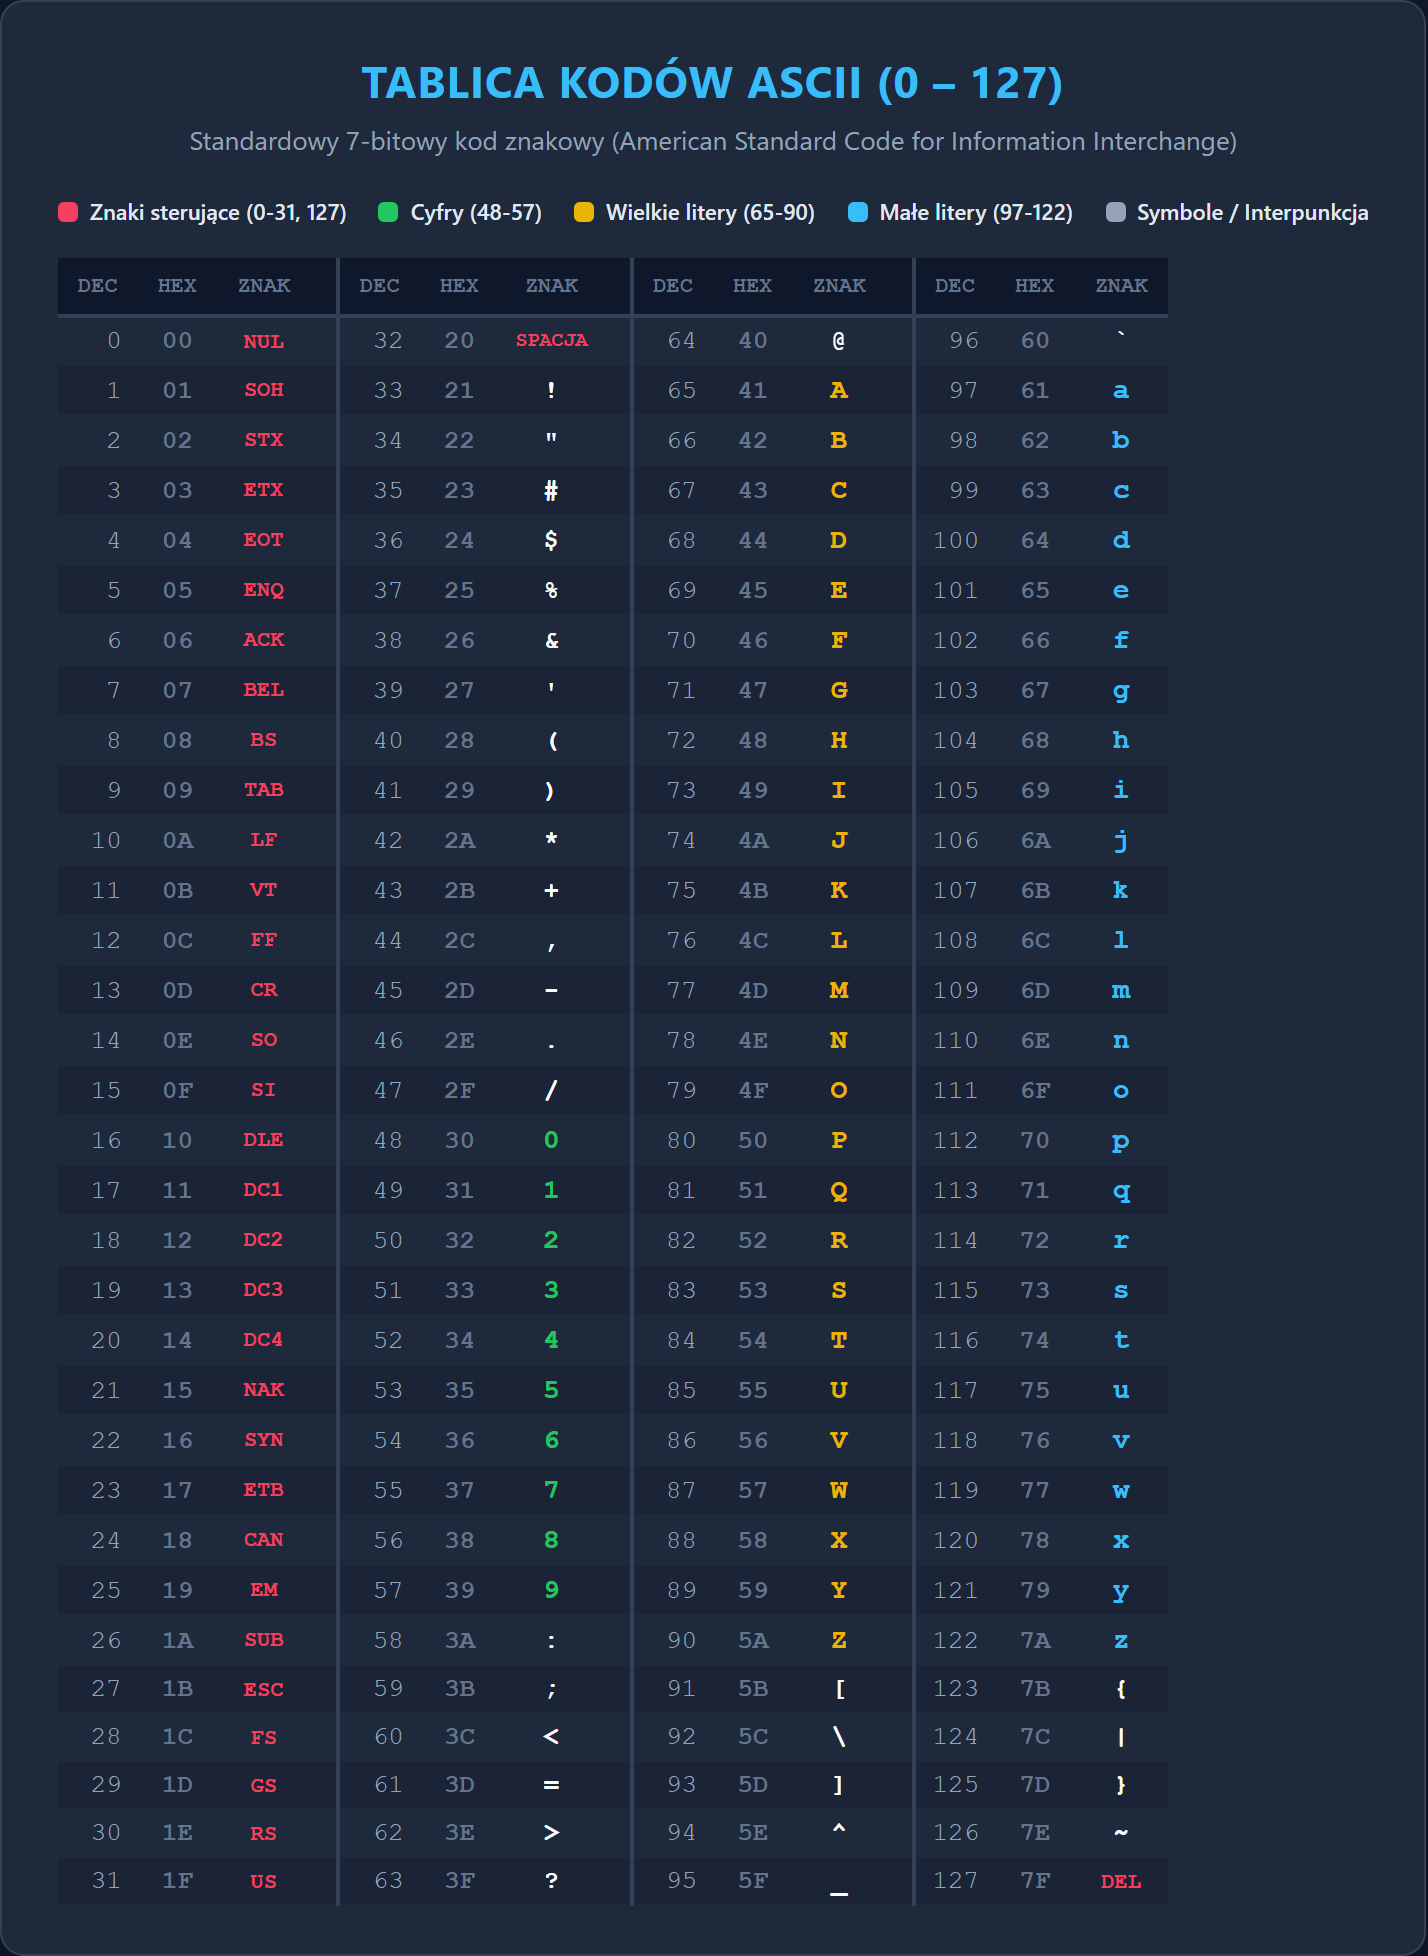 TABLICA KODÓW ASCII (0 – 127)
Standardowy 7-bitowy kod znakowy (American Standard Code for Information Interchange)
Znaki sterujące (0-31, 127) Cyfry (48-57) Wielkie litery (65-90) Małe litery (97-122) Symbole / Interpunkcja
DEC HEX ZNAK DEC HEX ZNAK DEC HEX ZNAK DEC HEX ZNAK
0 00 NUL 32 20 SPACJA 64 40 @ 96 60 `
1 01 SOH 33 21 ! 65 41 A 97 61 a
2 02 STX 34 22 " 66 42 B 98 62 b
3 03 ETX 35 23 # 67 43 C 99 63 c
4 04 EOT 36 24 $ 68 44 D 100 64 d
5 05 ENQ 37 25 % 69 45 E 101 65 e
6 06 ACK 38 26 & 70 46 F 102 66 f
7 07 BEL 39 27 ' 71 47 G 103 67 g
8 08 BS 40 28 ( 72 48 H 104 68 h
9 09 TAB 41 29 ) 73 49 I 105 69 i
10 0A LF 42 2A * 74 4A J 106 6A j
11 0B VT 43 2B + 75 4B K 107 6B k
12 0C FF 44 2C , 76 4C L 108 6C l
13 0D CR 45 2D - 77 4D M 109 6D m
14 0E SO 46 2E . 78 4E N 110 6E n
15 0F SI 47 2F / 79 4F O 111 6F o
16 10 DLE 48 30 0 80 50 P 112 70 p
17 11 DC1 49 31 1 81 51 Q 113 71 q
18 12 DC2 50 32 2 82 52 R 114 72 r
19 13 DC3 51 33 3 83 53 S 115 73 s
20 14 DC4 52 34 4 84 54 T 116 74 t
21 15 NAK 53 35 5 85 55 U 117 75 u
22 16 SYN 54 36 6 86 56 V 118 76 v
23 17 ETB 55 37 7 87 57 W 119 77 w
24 18 CAN 56 38 8 88 58 X 120 78 x
25 19 EM 57 39 9 89 59 Y 121 79 y
26 1A SUB 58 3A : 90 5A Z 122 7A z
27 1B ESC 59 3B ; 91 5B [ 123 7B {
28 1C FS 60 3C < 92 5C \ 124 7C |
29 1D GS 61 3D = 93 5D ] 125 7D }
30 1E RS 62 3E > 94 5E ^ 126 7E ~
31 1F US 63 3F ? 95 5F _ 127 7F DEL